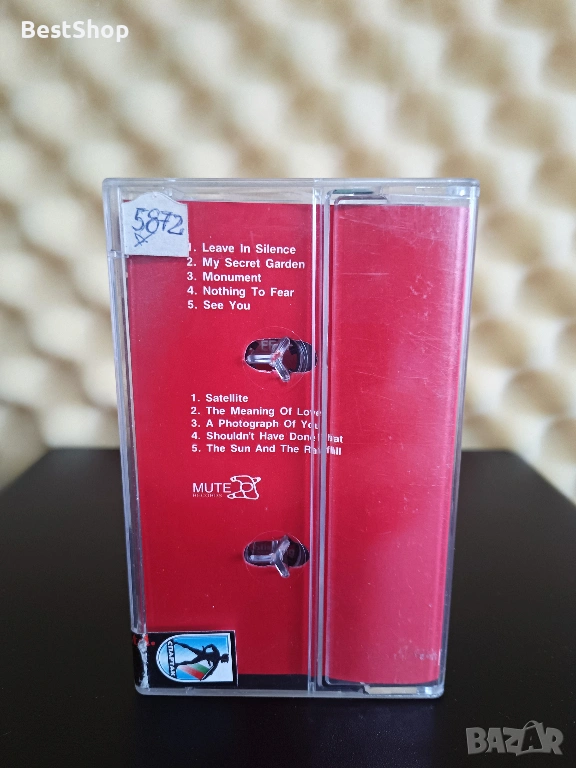 BestShop
5872
1. Leave In Silence
2. My Secret Garden
3. Monument
4. Nothing To Fear
5. See You
1. Satellite
2. The Meaning Of Love
3. A Photograph Of You
4. Shouldn't Have Done That
5. The Sun And The Rainfall
MUTE
RECORDS
СПАРТАК
BAZAR